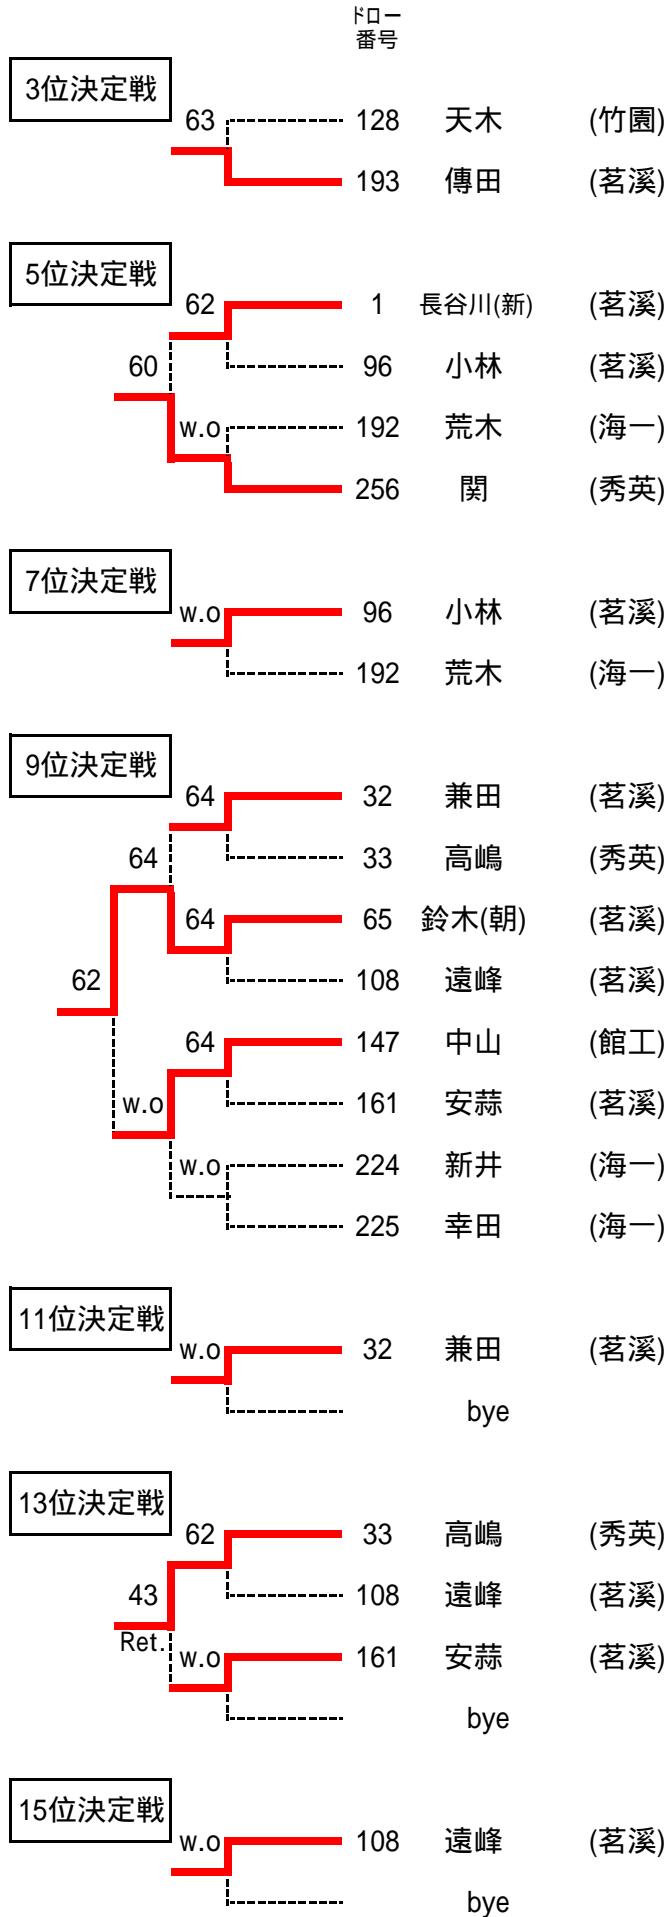 ドロー
番号
3位決定戦
63
128 天木 (竹園)
193 傳田 (茗溪)
5位決定戦
62
1 長谷川(新) (茗溪)
60
96 小林 (茗溪)
w.o
192 荒木 (海一)
256 関 (秀英)
7位決定戦
w.o
96 小林 (茗溪)
192 荒木 (海一)
9位決定戦
64
32 兼田 (茗溪)
64
33 高嶋 (秀英)
64
65 鈴木(朝) (茗溪)
62
108 遠峰 (茗溪)
64
147 中山 (館工)
w.o
161 安蒜 (茗溪)
w.o
224 新井 (海一)
225 幸田 (海一)
11位決定戦
w.o
32 兼田 (茗溪)
bye
13位決定戦
62
33 高嶋 (秀英)
43
108 遠峰 (茗溪)
Ret.
w.o
161 安蒜 (茗溪)
bye
15位決定戦
w.o
108 遠峰 (茗溪)
bye